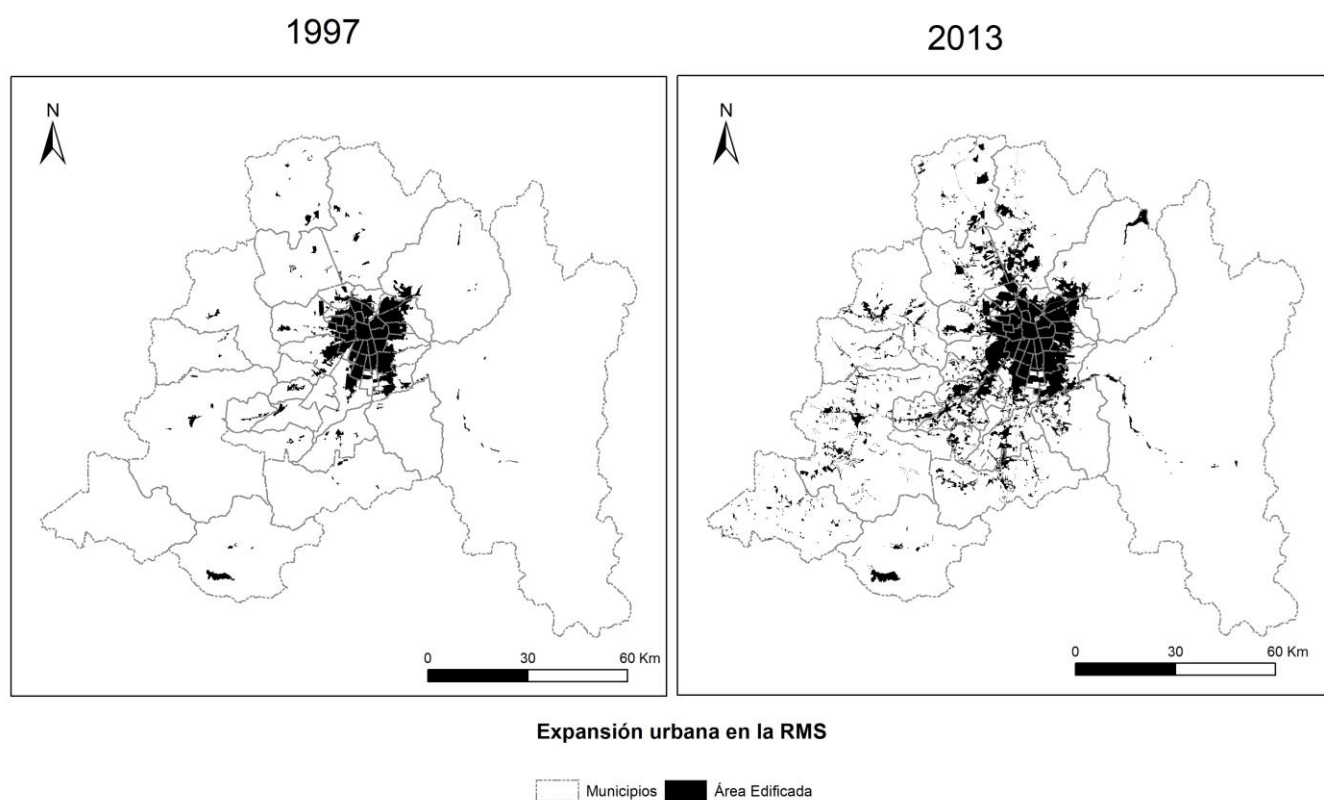 1997
2013
N
N
0 30 60 Km
0 30 60 Km
Expansión urbana en la RMS
Municipios Área Edificada